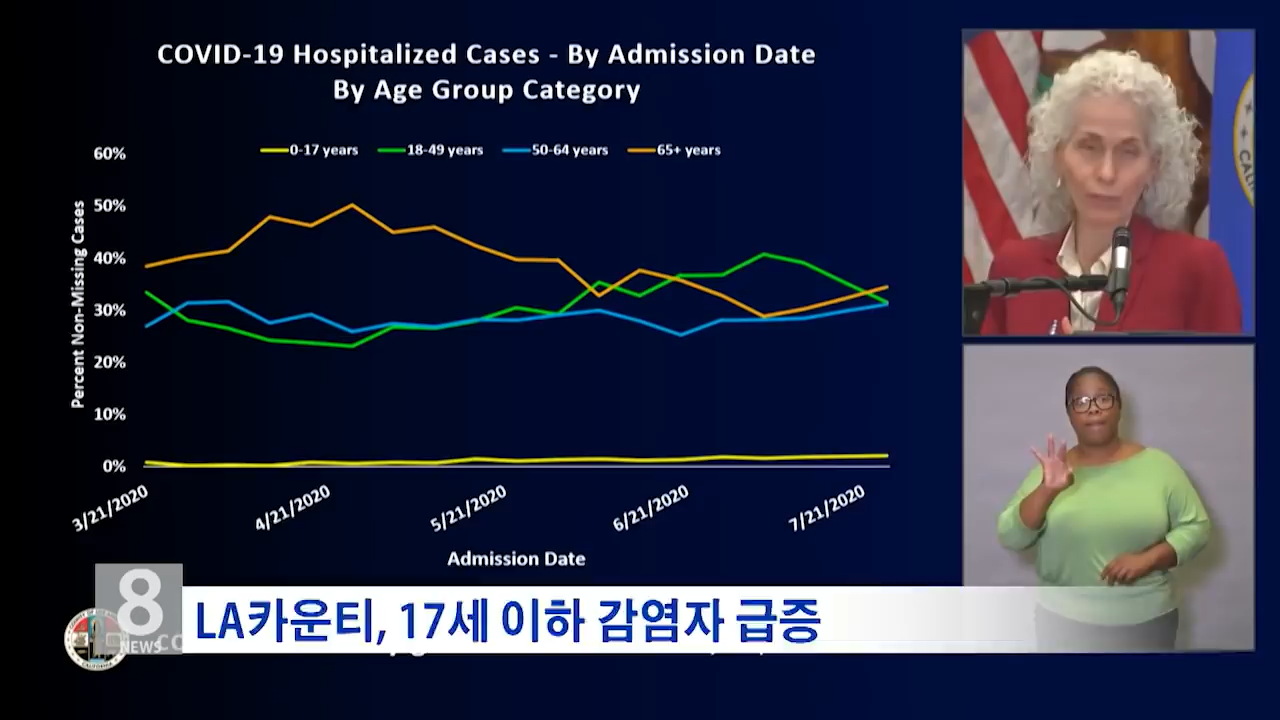 COVID-19 Hospitalized Cases - By Admission Date
By Age Group Category
0-17 years 18-49 years 50-64 years 65+ years
Percent Non-Missing Cases
60%
50%
40%
30%
20%
10%
0%
3/21/2020 4/21/2020 5/21/2020 6/21/2020 7/21/2020
Admission Date
8
NEWS
LA카운티, 17세 이하 감염자 급증